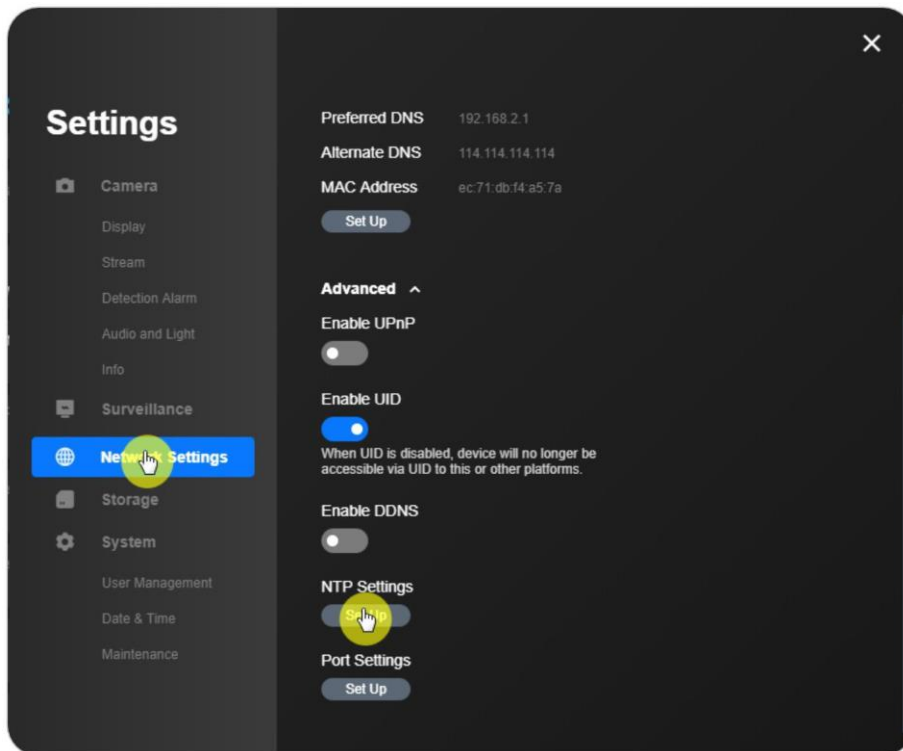 Settings
Camera
Display
Stream
Detection Alarm
Audio and Light
Info
Surveillance
Network Settings
Storage
System
User Management
Date & Time
Maintenance
Preferred DNS 192.168.2.1
Alternate DNS 114.114.114.114
MAC Address ec:71:db:f4:a5:7a
Set Up
Advanced
Enable UPnP
Enable UID
When UID is disabled, device will no longer be
accessible via UID to this or other platforms.
Enable DDNS
NTP Settings
Set Up
Port Settings
Set Up